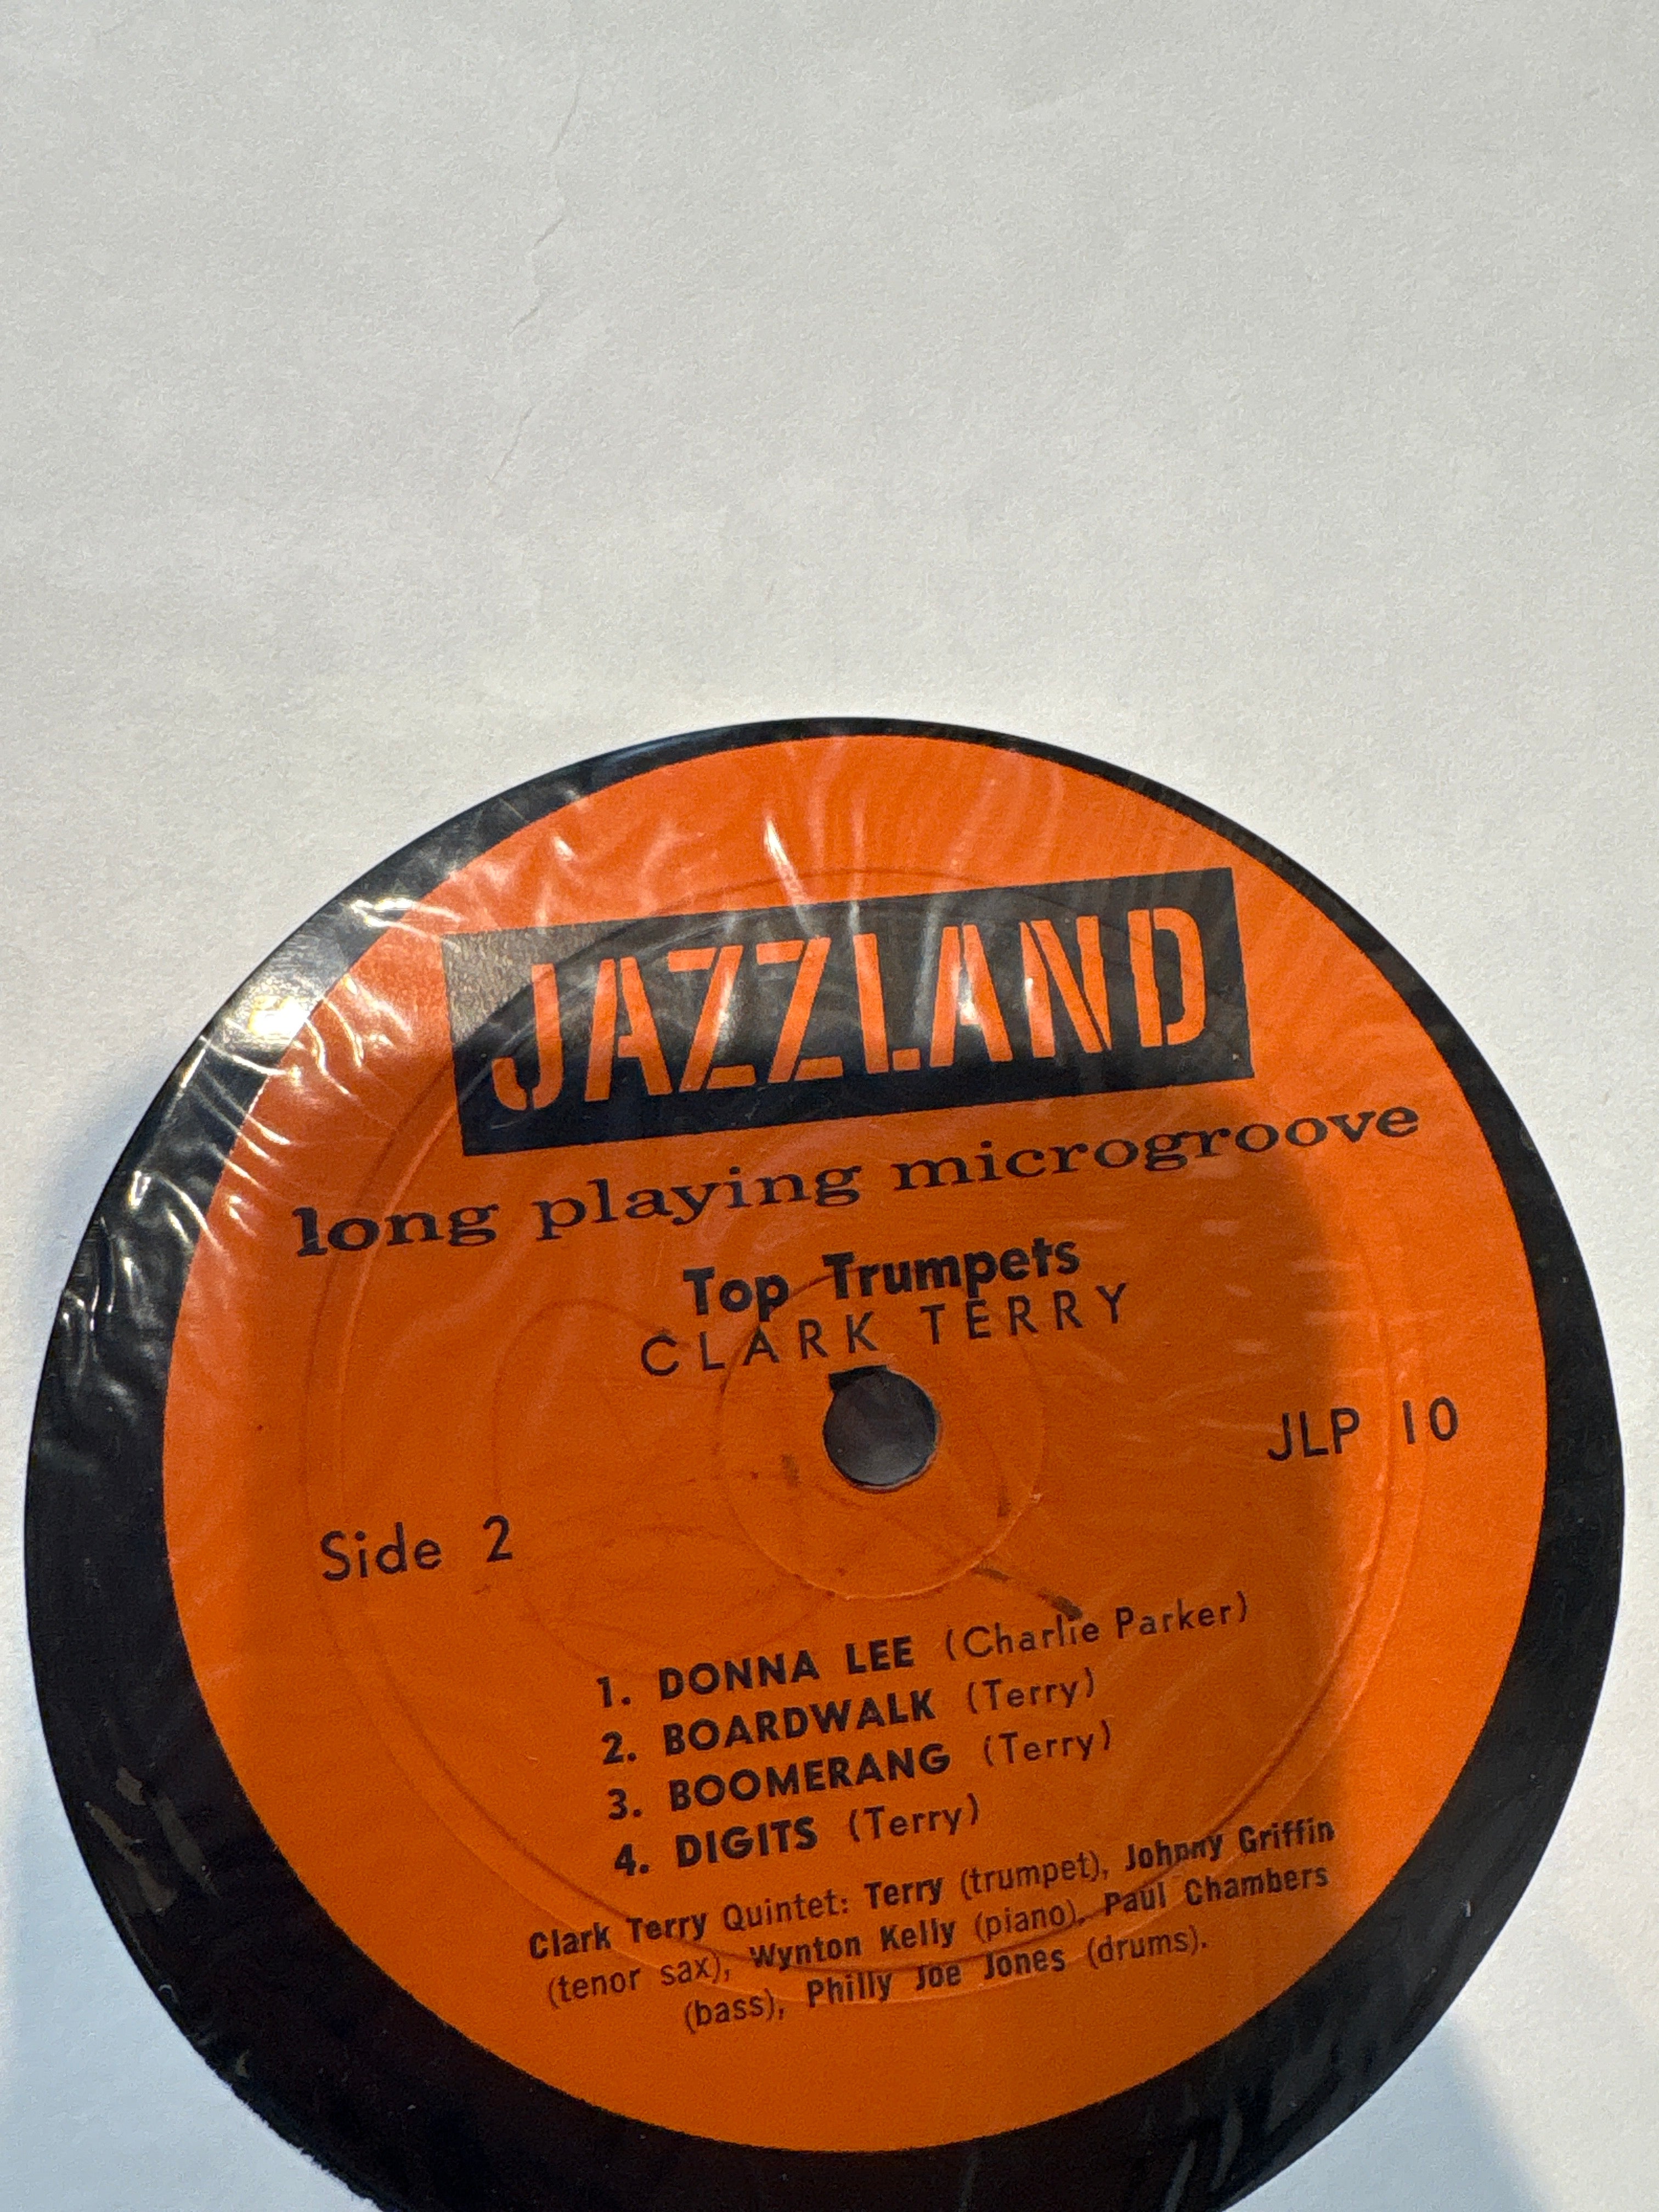 JAZZLAND
long playing microgroove
Top Trumpets
CLARK TERRY
JLP 10
Side 2
1. DONNA LEE (Charlie Parker)
2. BOARDWALK (Terry)
3. BOOMERANG (Terry)
4. DIGITS (Terry)
Clark Terry Quintet: Terry (trumpet), Johnny Griffin
(tenor sax), Wynton Kelly (piano), Paul Chambers
(bass), Philly Joe Jones (drums).